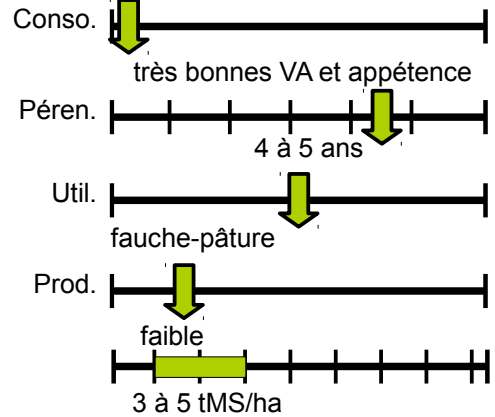 Conso.
très bonnes VA et appétence
Péren.
4 à 5 ans
Util.
fauche-pâture
Prod.
faible
3 à 5 tMS/ha